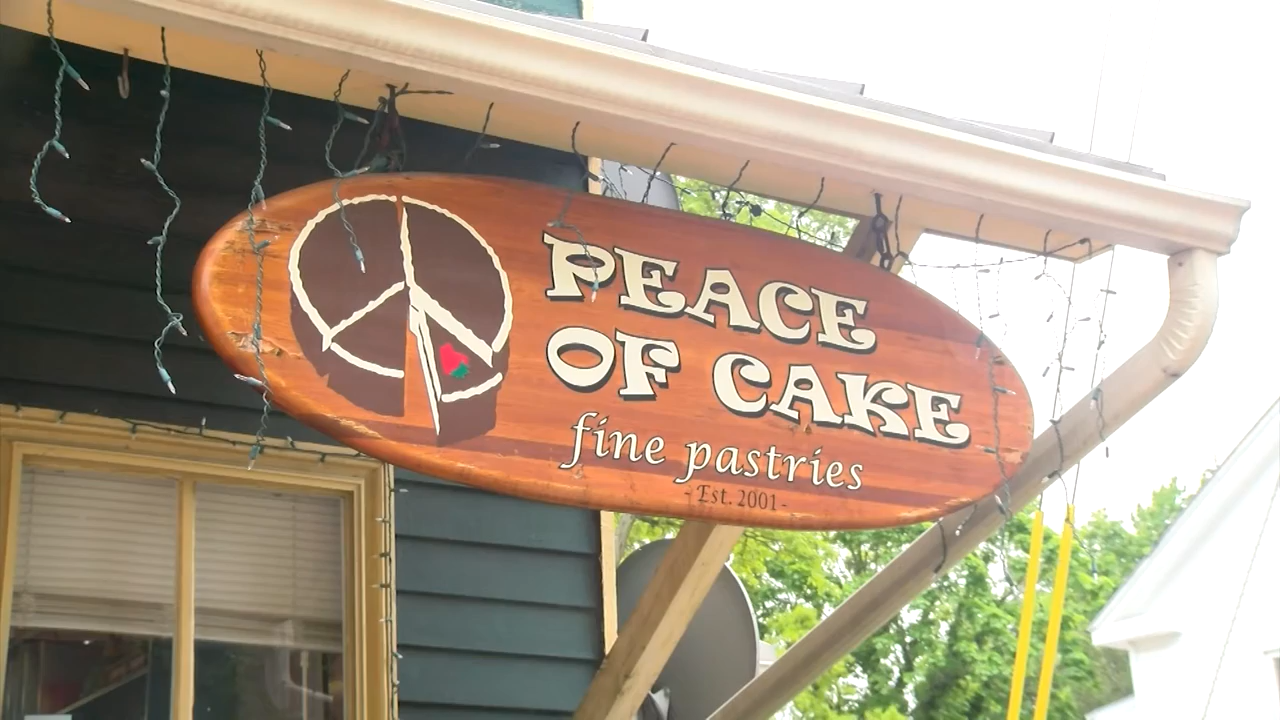 PEACE
OF CAKE
fine pastries
- Est. 2001 -